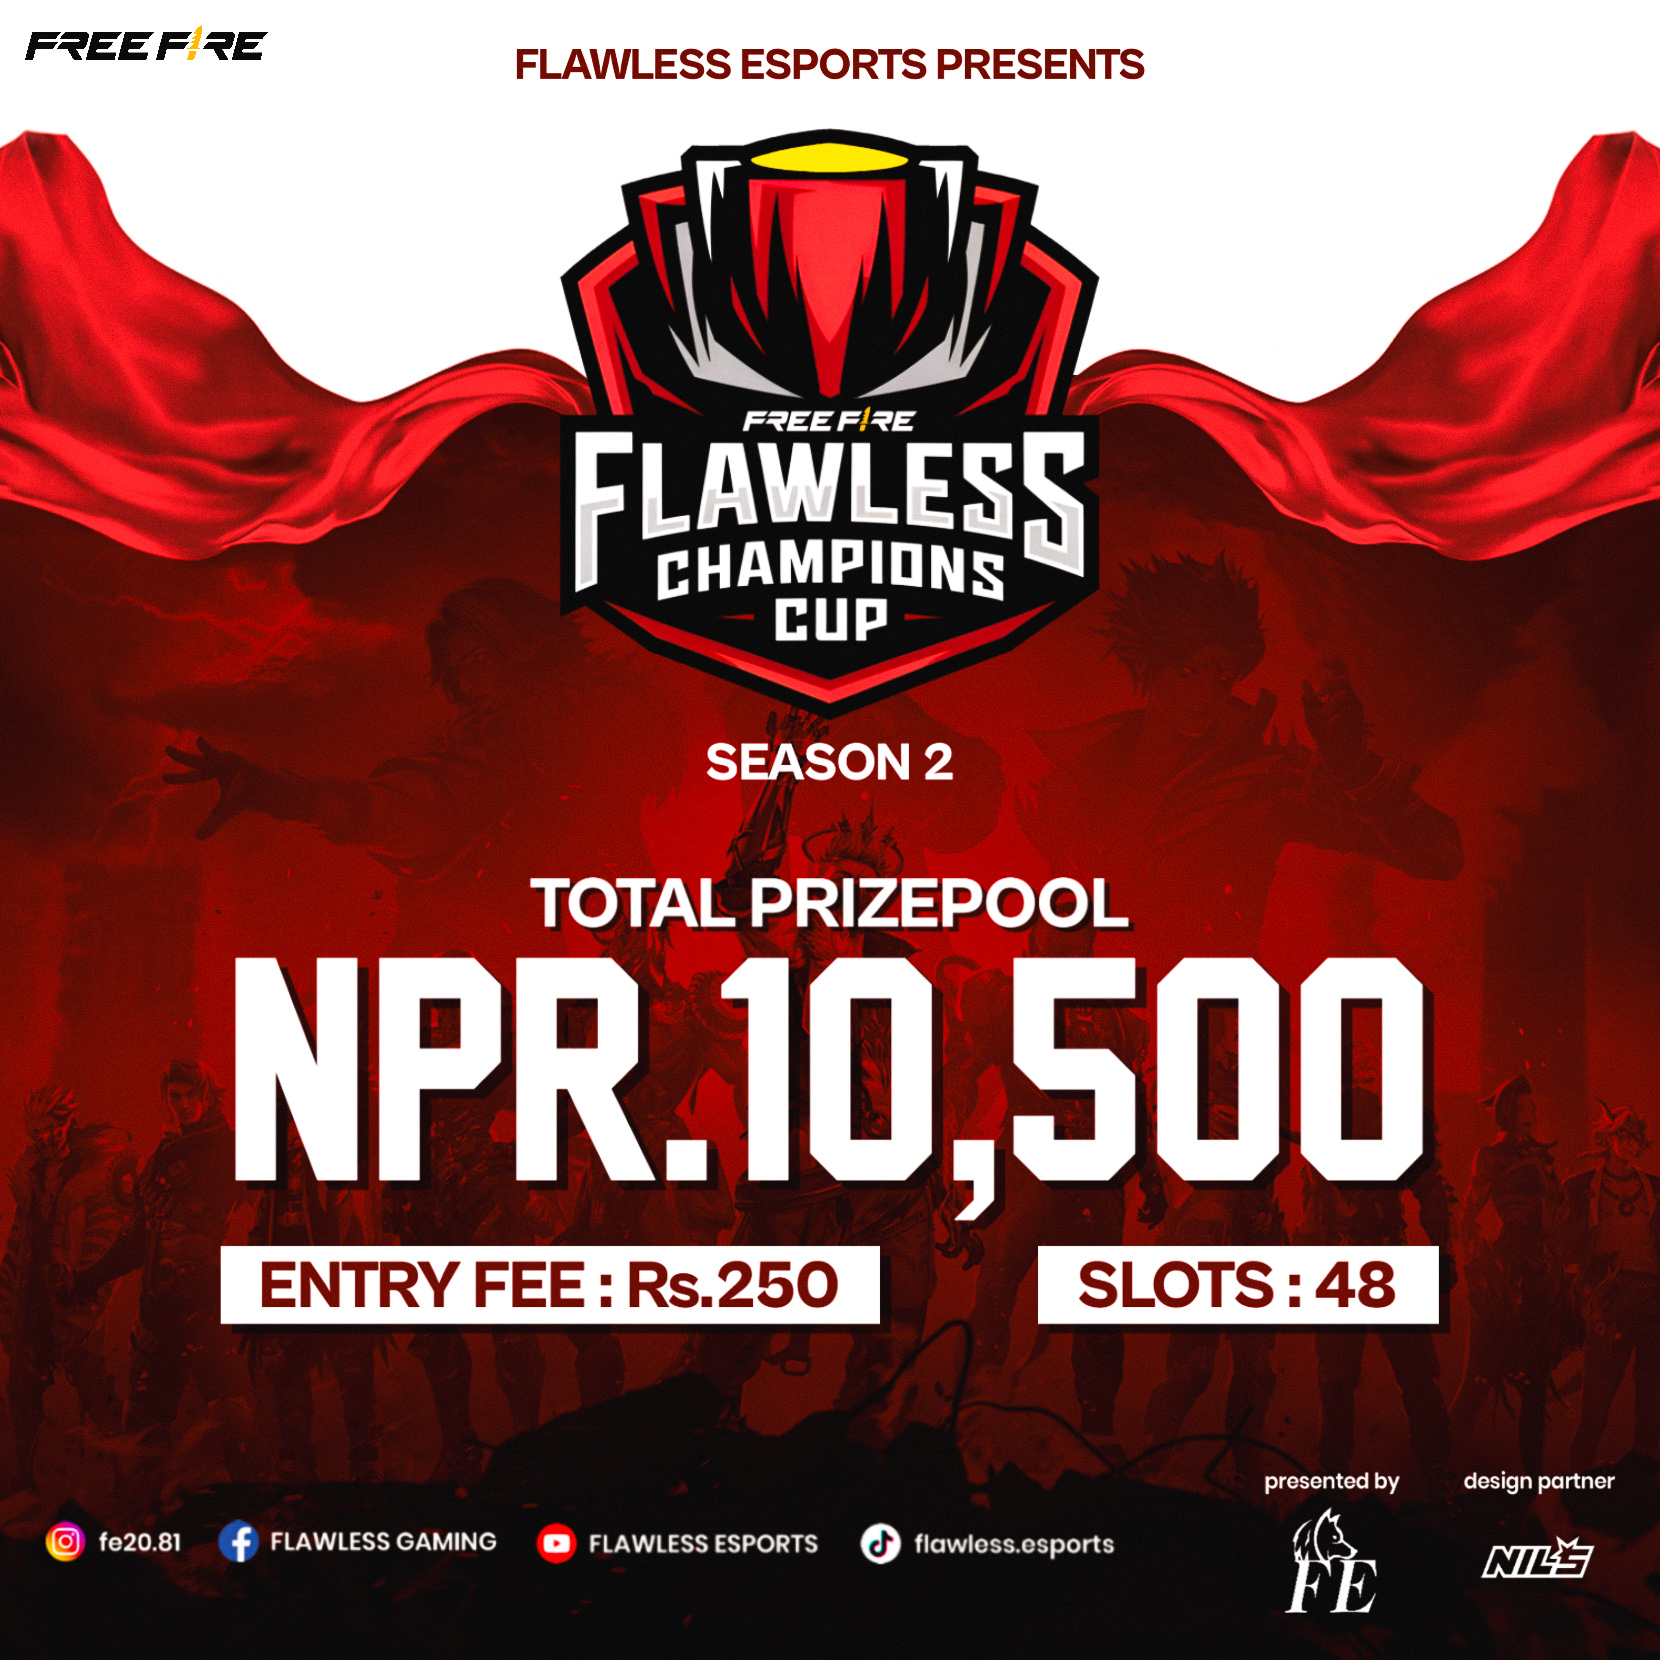 FREE FIRE
FLAWLESS ESPORTS PRESENTS
FREE FIRE
FLAWLESS
CHAMPIONS
CUP
SEASON 2
TOTAL PRIZEPOOL
NPR.10,500
ENTRY FEE : Rs.250
SLOTS : 48
presented by
design partner
fe20.81
FLAWLESS GAMING
FLAWLESS ESPORTS
flawless.esports
FE
NILS